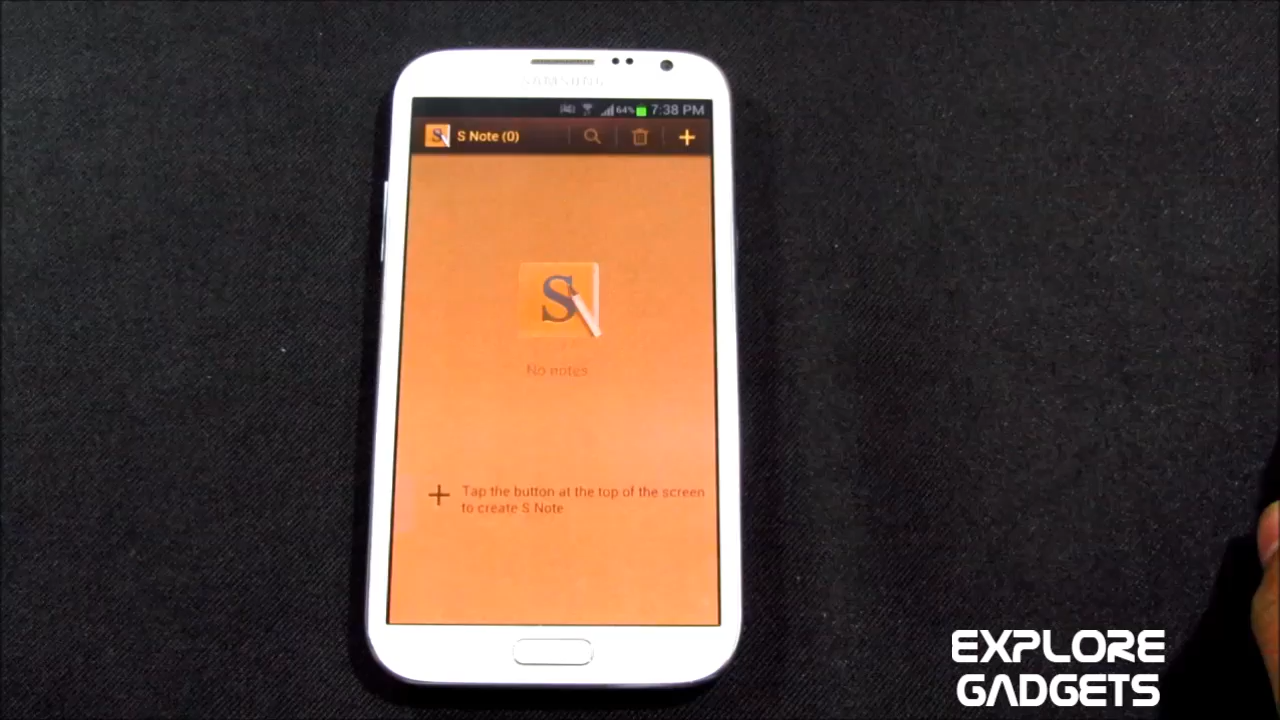 SAMSUNG
64% 7:38 PM
S S Note (0)
S
No notes
Tap the button at the top of the screen
to create S Note
EXPLORE
GADGETS